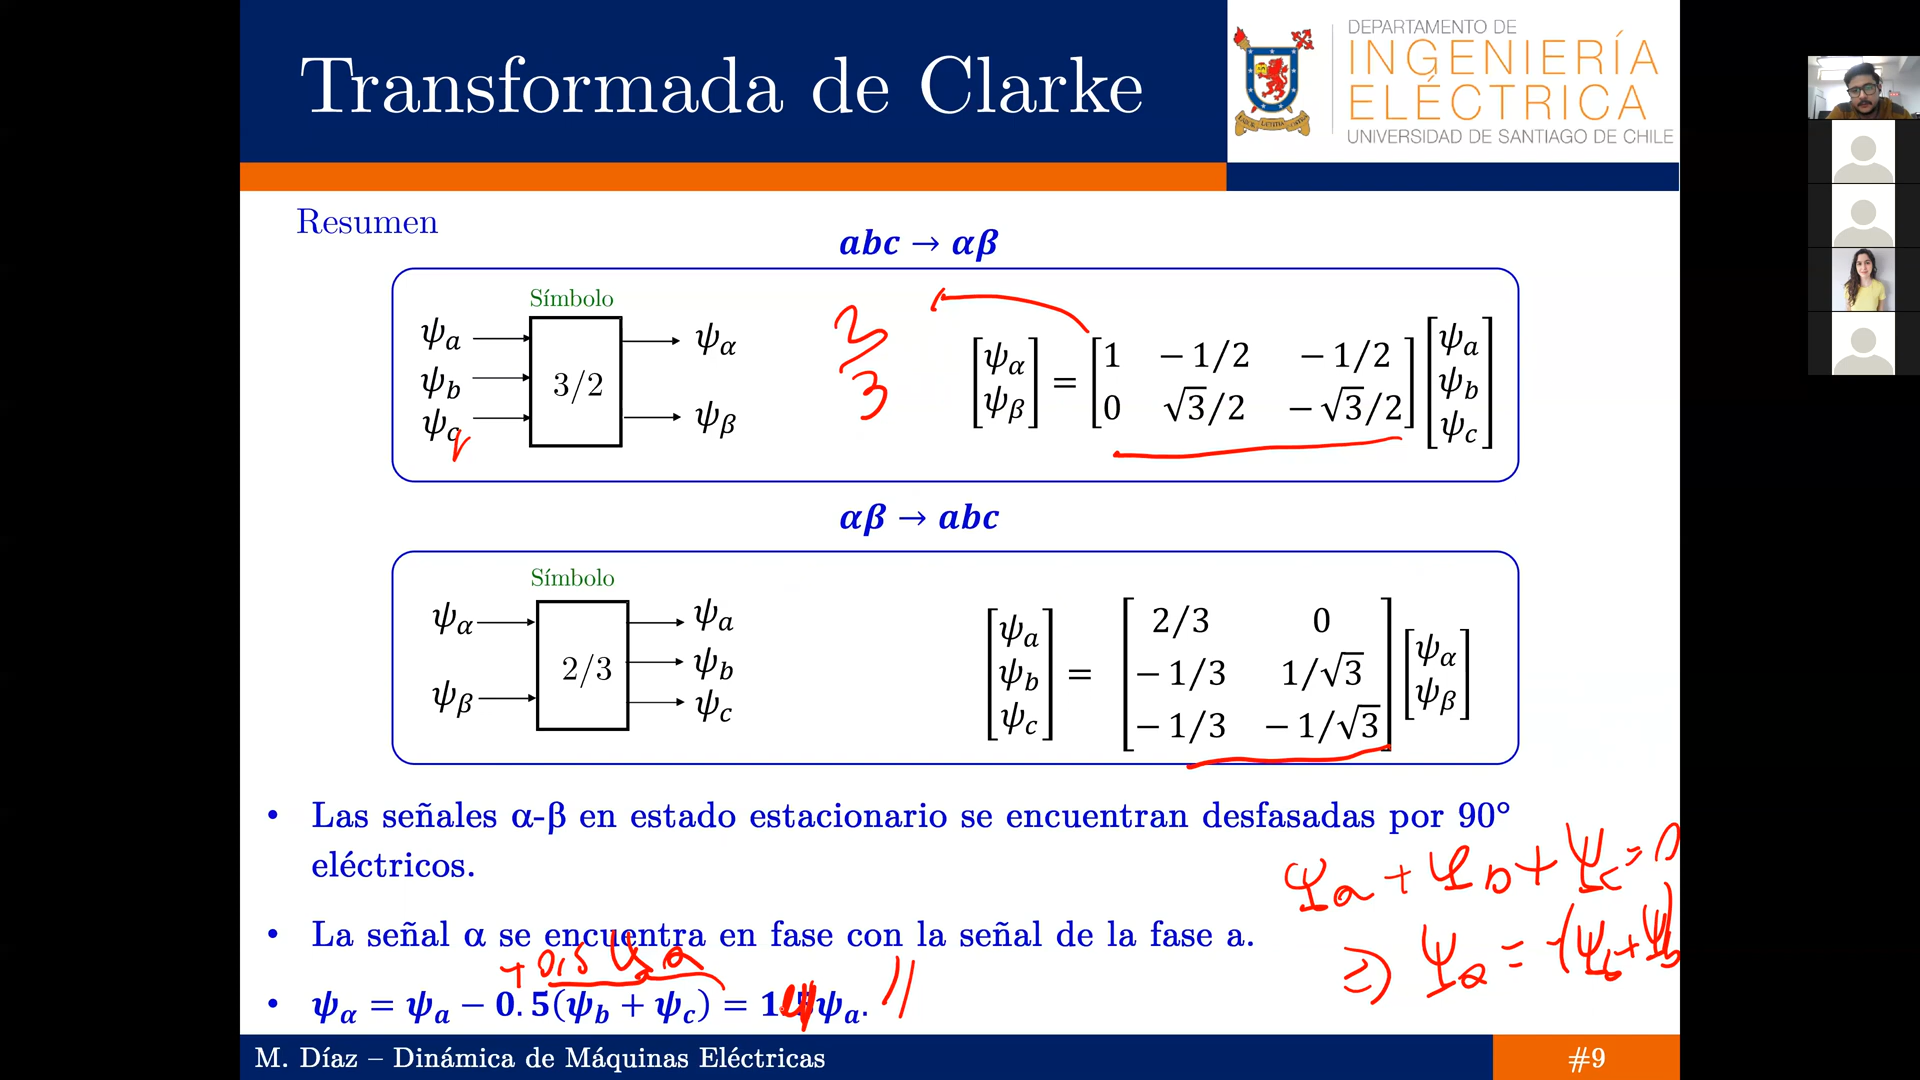 Transformada de Clarke
DEPARTAMENTO DE
INGENIERÍA
ELÉCTRICA
UNIVERSIDAD DE SANTIAGO DE CHILE
Resumen
abc → αβ
Símbolo
ψa
ψb
ψc
3/2
ψα
ψβ
2/3
[ψα ψβ] = [1 −1/2 −1/2; 0 √3/2 −√3/2] [ψa ψb ψc]
αβ → abc
Símbolo
ψα
ψβ
2/3
ψa
ψb
ψc
[ψa ψb ψc] = [2/3 0; −1/3 1/√3; −1/3 −1/√3] [ψα ψβ]
• Las señales α-β en estado estacionario se encuentran desfasadas por 90°
eléctricos.
ψa + ψb + ψc = 0
• La señal α se encuentra en fase con la señal de la fase a.
⇒ ψa = -(ψb + ψb)
+0,5 ψa
• ψα = ψa − 0.5(ψb + ψc) = 1.5ψa.
M. Díaz – Dinámica de Máquinas Eléctricas
#9